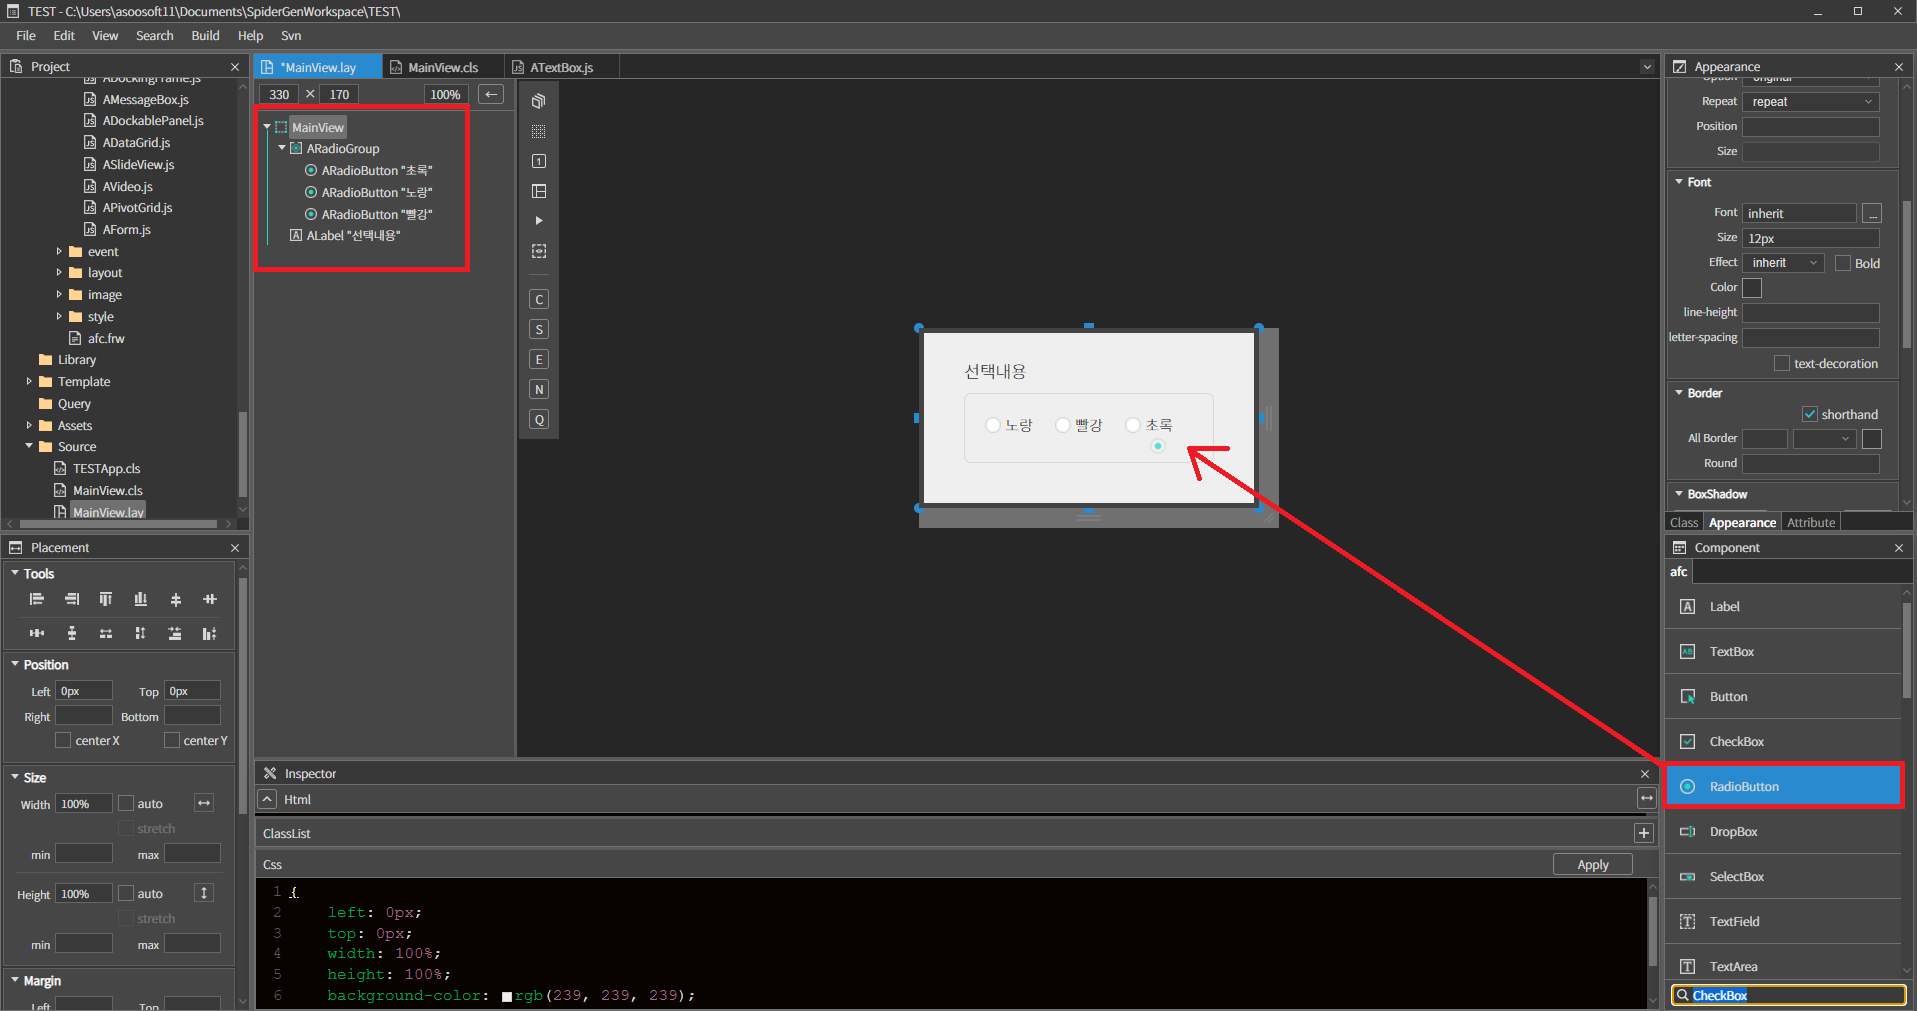 TEST - C:\Users\asoosoft11\Documents\SpiderGenWorkspace\TEST\
File Edit View Search Build Help Svn
Project
ADockingFrame.js
AMessageBox.js
ADockablePanel.js
ADataGrid.js
ASlideView.js
AVideo.js
APivotGrid.js
AForm.js
event
layout
image
style
afc.frw
Library
Template
Query
Assets
Source
TESTApp.cls
MainView.cls
MainView.lay
Placement
Tools
Position
Left 0px Top 0px
Right Bottom
center X center Y
Size
Width 100% auto
stretch
min max
Height 100% auto
stretch
min max
Margin
Left Top
*MainView.lay MainView.cls ATextBox.js
330 × 170 100%
MainView
ARadioGroup
ARadioButton "초록"
ARadioButton "노랑"
ARadioButton "빨강"
ALabel "선택내용"
1
C
S
E
N
Q
선택내용
노랑 빨강 초록
Inspector
Html
ClassList
Css Apply
1 {
2 left: 0px;
3 top: 0px;
4 width: 100%;
5 height: 100%;
6 background-color: rgb(239, 239, 239);
Appearance
Option original
Repeat repeat
Position
Size
Font
Font inherit ...
Size 12px
Effect inherit Bold
Color
line-height
letter-spacing
text-decoration
Border
shorthand
All Border
Round
BoxShadow
Class Appearance Attribute
Component
afc
Label
TextBox
Button
CheckBox
RadioButton
DropBox
SelectBox
TextField
TextArea
CheckBox